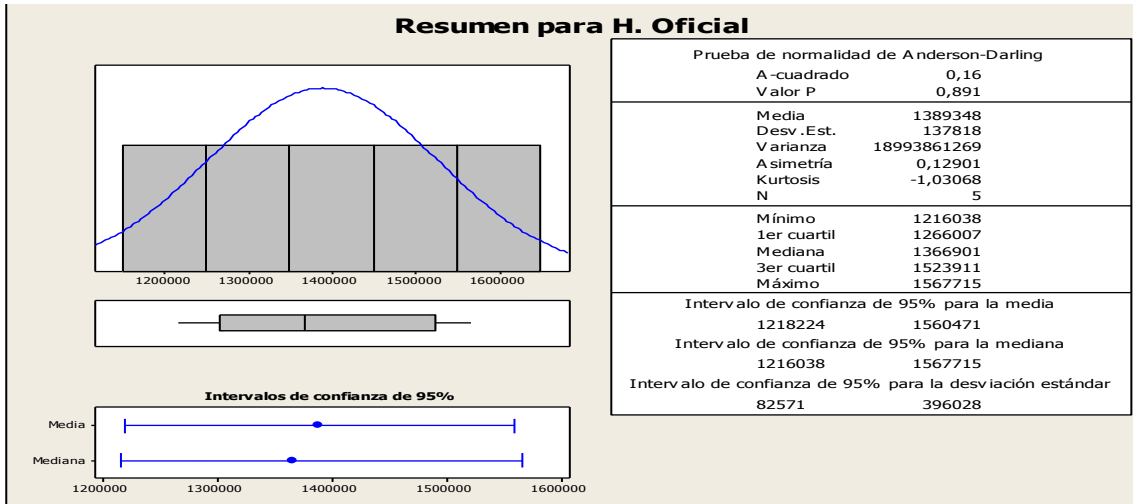 Resumen para H. Oficial
1200000 1300000 1400000 1500000 1600000
Intervalos de confianza de 95%
Media
Mediana
1200000 1300000 1400000 1500000 1600000
Prueba de normalidad de Anderson-Darling
A-cuadrado 0,16
Valor P 0,891
Media 1389348
Desv.Est. 137818
Varianza 18993861269
Asimetría 0,12901
Kurtosis -1,03068
N 5
Mínimo 1216038
1er cuartil 1266007
Mediana 1366901
3er cuartil 1523911
Máximo 1567715
Intervalo de confianza de 95% para la media
1218224 1560471
Intervalo de confianza de 95% para la mediana
1216038 1567715
Intervalo de confianza de 95% para la desviación estándar
82571 396028